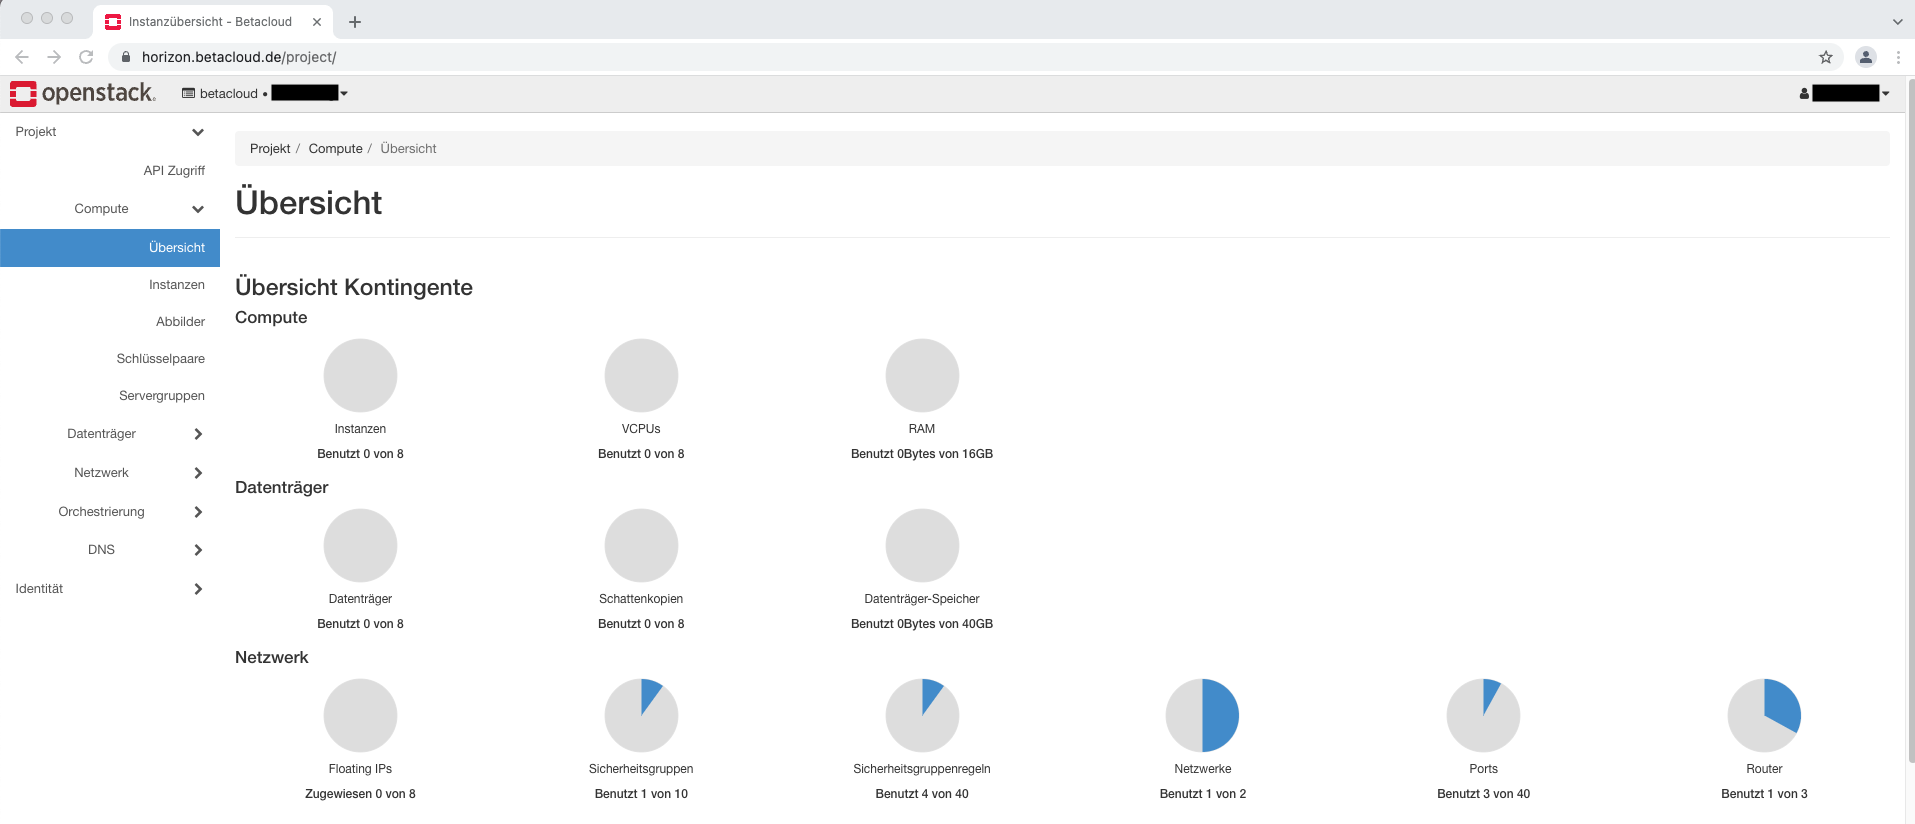 Instanzübersicht - Betacloud
horizon.betacloud.de/project/
openstack.
betacloud •
Projekt
API Zugriff
Compute
Übersicht
Instanzen
Abbilder
Schlüsselpaare
Servergruppen
Datenträger
Netzwerk
Orchestrierung
DNS
Identität
Projekt / Compute / Übersicht
Übersicht
Übersicht Kontingente
Compute
Instanzen
Benutzt 0 von 8
VCPUs
Benutzt 0 von 8
RAM
Benutzt 0Bytes von 16GB
Datenträger
Datenträger
Benutzt 0 von 8
Schattenkopien
Benutzt 0 von 8
Datenträger-Speicher
Benutzt 0Bytes von 40GB
Netzwerk
Floating IPs
Zugewiesen 0 von 8
Sicherheitsgruppen
Benutzt 1 von 10
Sicherheitsgruppenregeln
Benutzt 4 von 40
Netzwerke
Benutzt 1 von 2
Ports
Benutzt 3 von 40
Router
Benutzt 1 von 3